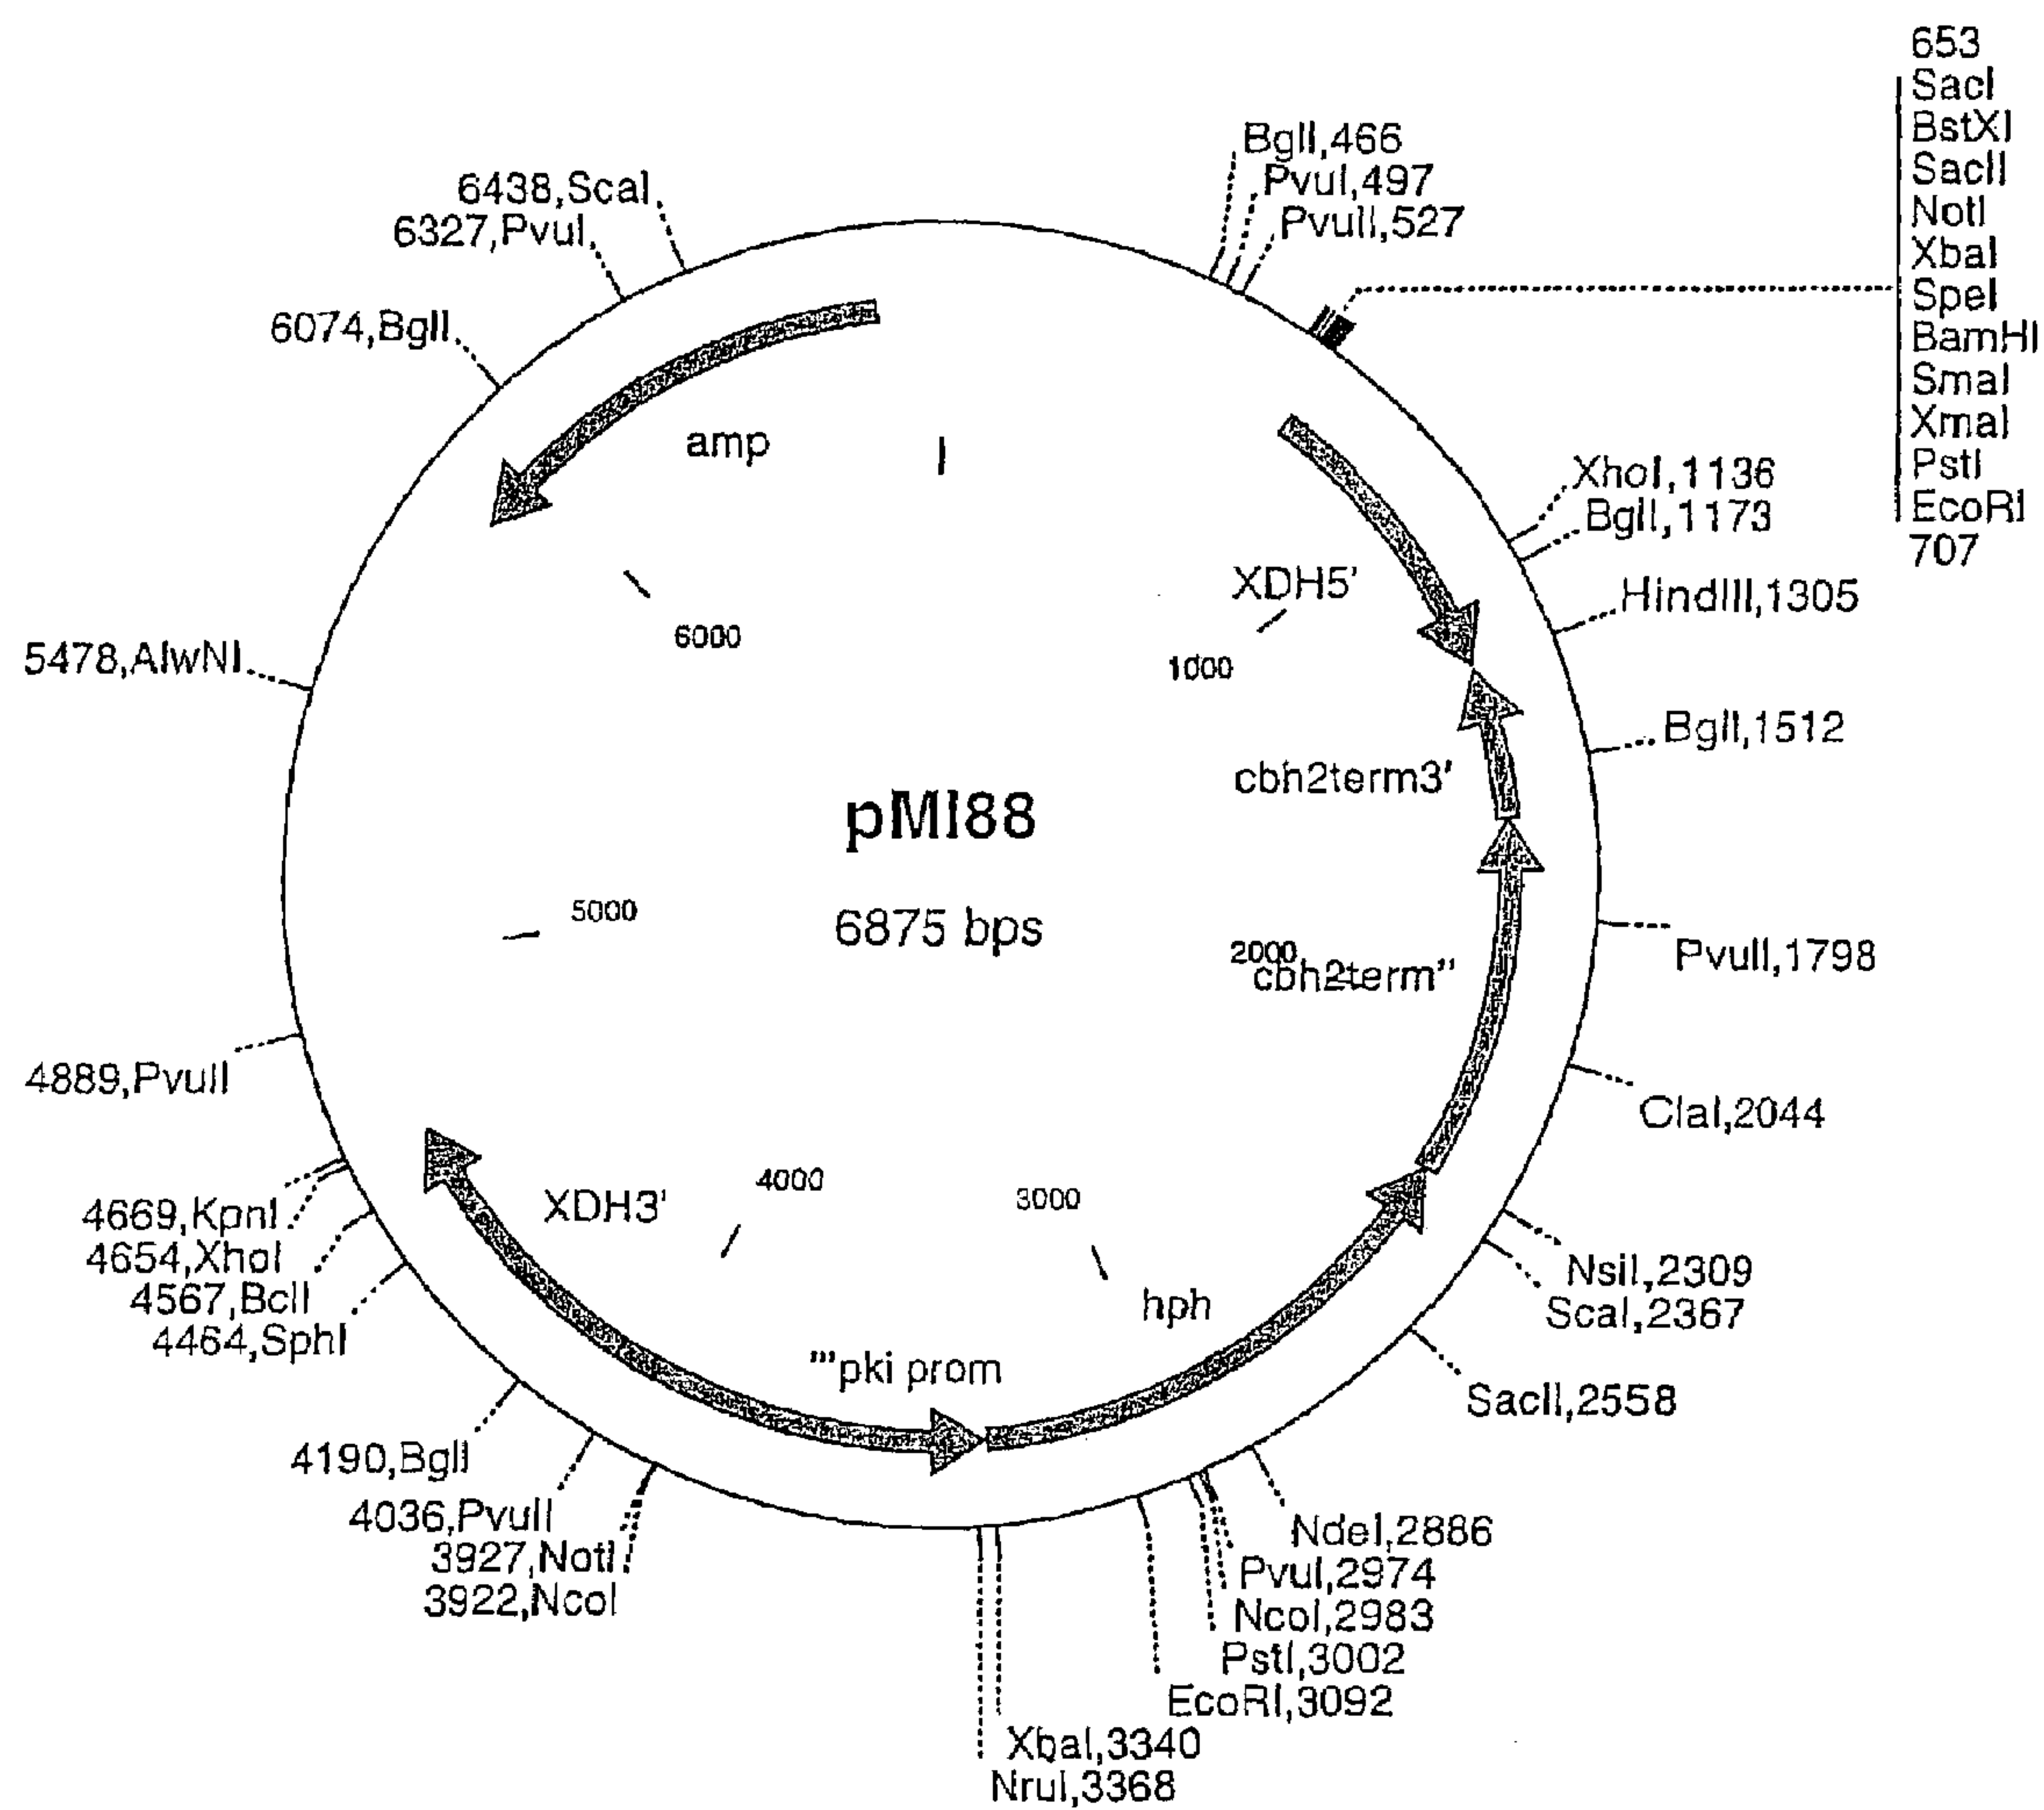 653
SacI
BstXI
SacII
NotI
XbaI
SpeI
BamHI
SmaI
XmaI
PstI
EcoRI
707
BglI,466
PvuI,497
PvuII,527
6438,ScaI
6327,PvuI
6074,BglI
5478,AlwNI
4889,PvuII
4669,KpnI
4654,XhoI
4567,BclI
4464,SphI
4190,BglI
4036,PvuII
3927,NotI
3922,NcoI
XhoI,1136
BglI,1173
HindIII,1305
BglI,1512
PvuII,1798
ClaI,2044
NsiI,2309
ScaI,2367
SacII,2558
NdeI,2886
PvuI,2974
NcoI,2983
PstI,3002
EcoRI,3092
XbaI,3340
NruI,3368
amp
XDH5'
6000
1000
cbh2term3'
pMI88
6875 bps
5000
2000
cbh2term"
4000
3000
XDH3'
hph
'"pki prom